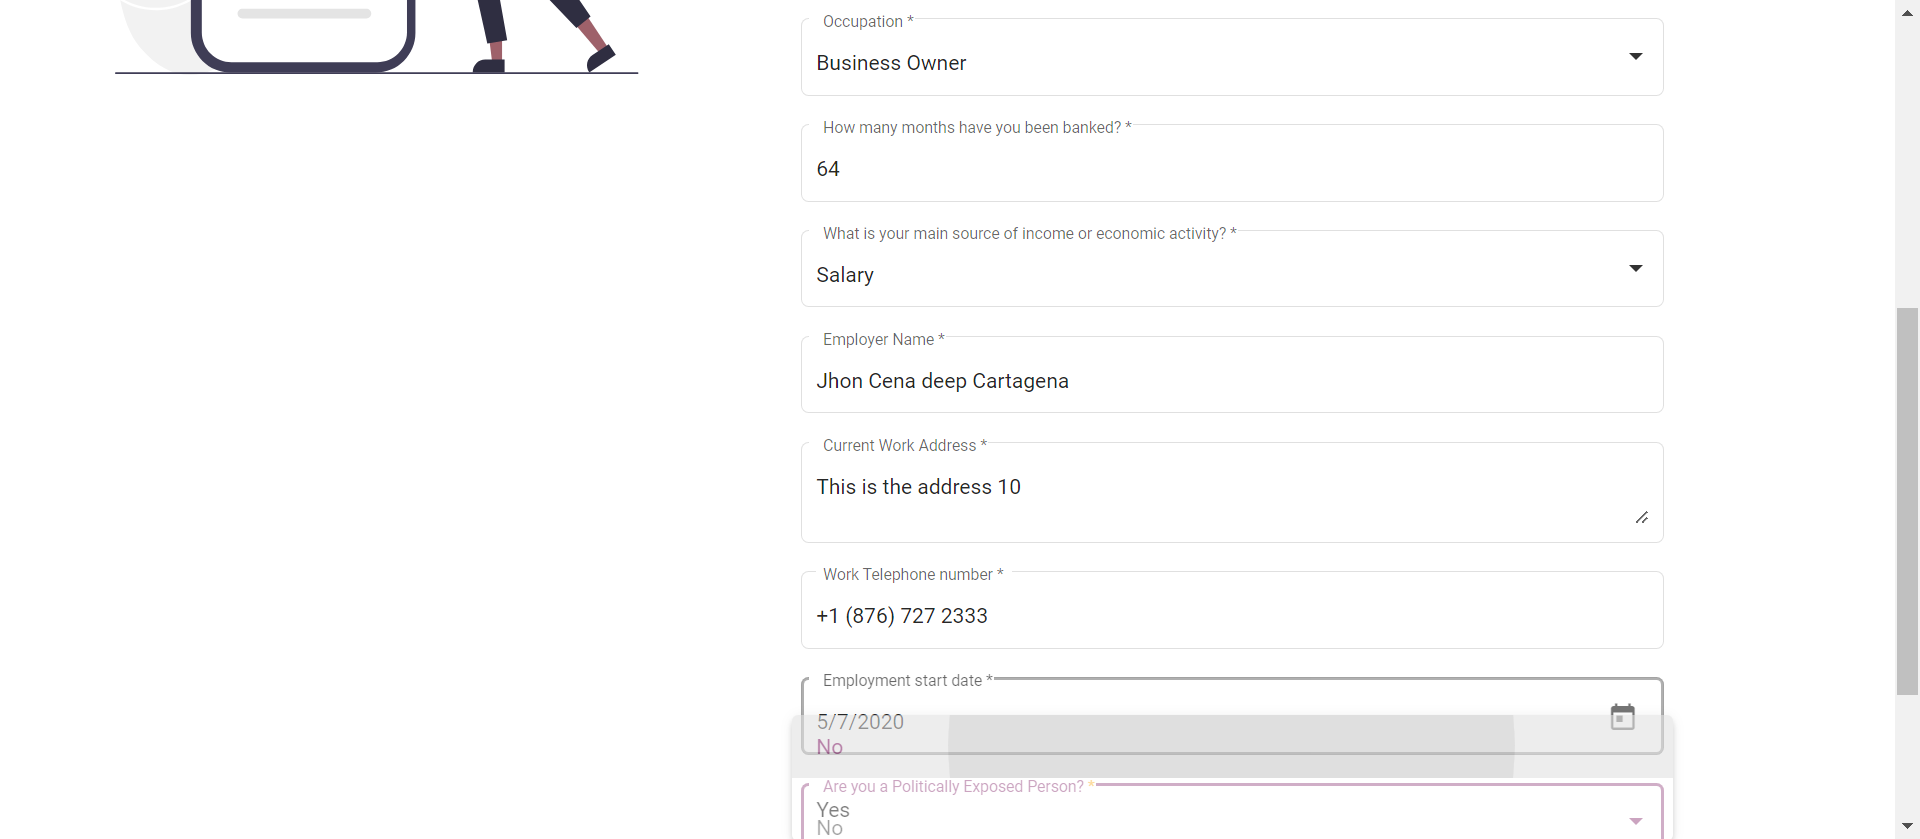 Occupation *
Business Owner
How many months have you been banked? *
64
What is your main source of income or economic activity? *
Salary
Employer Name *
Jhon Cena deep Cartagena
Current Work Address *
This is the address 10
Work Telephone number *
+1 (876) 727 2333
Employment start date *
5/7/2020
No
Are you a Politically Exposed Person? *
Yes
No